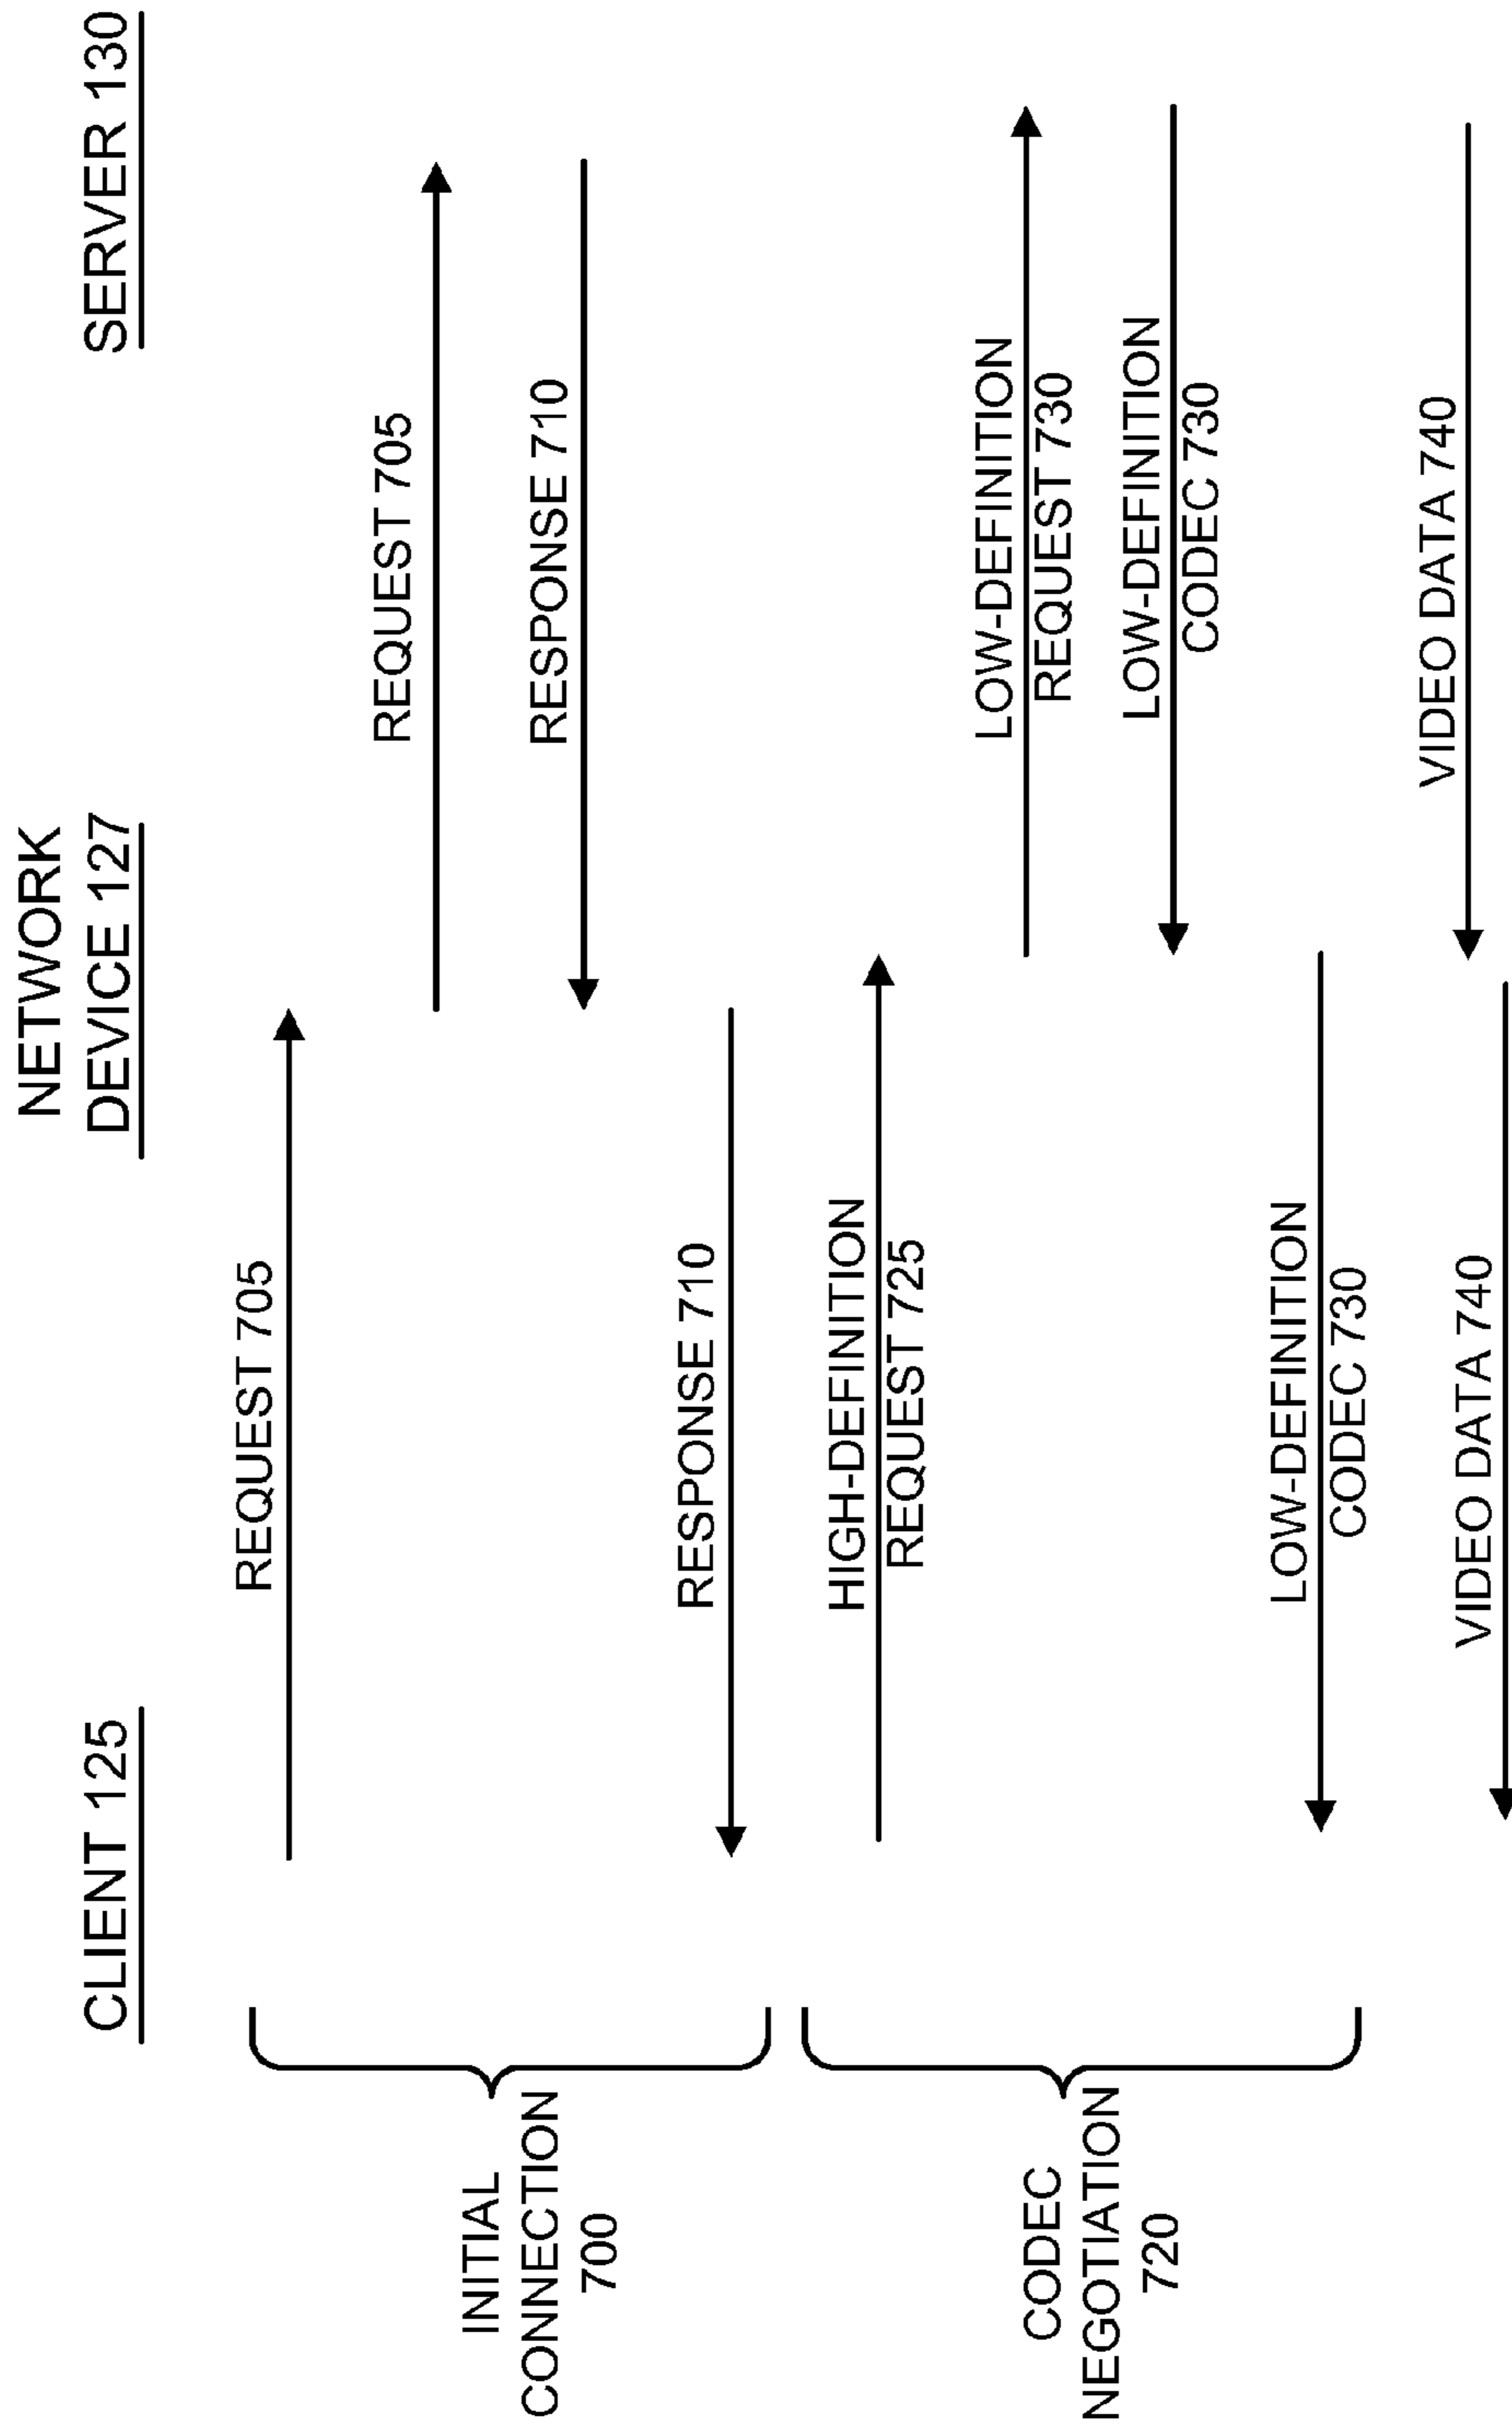 CLIENT 125
NETWORK
DEVICE 127
SERVER 130
INITIAL
CONNECTION
700
REQUEST 705
REQUEST 705
RESPONSE 710
RESPONSE 710
CODEC
NEGOTIATION
720
HIGH-DEFINITION
REQUEST 725
LOW-DEFINITION
REQUEST 730
LOW-DEFINITION
CODEC 730
LOW-DEFINITION
CODEC 730
VIDEO DATA 740
VIDEO DATA 740